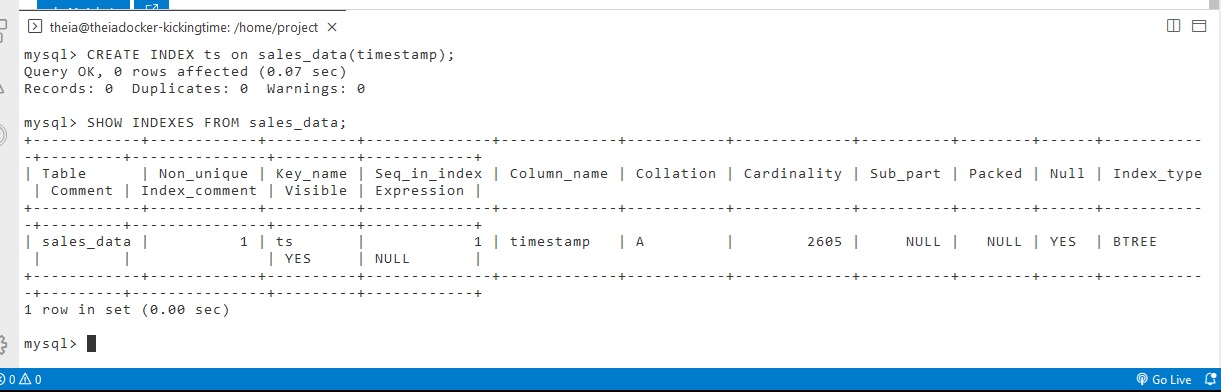 theia@theiadocker-kickingtime: /home/project ×
mysql> CREATE INDEX ts on sales_data(timestamp);
Query OK, 0 rows affected (0.07 sec)
Records: 0  Duplicates: 0  Warnings: 0
mysql> SHOW INDEXES FROM sales_data;
+------------+------------+----------+--------------+-------------+-----------+-------------+----------+--------+------+-----------
-+---------+---------------+---------+------------+
| Table      | Non_unique | Key_name | Seq_in_index | Column_name | Collation | Cardinality | Sub_part | Packed | Null | Index_type
 | Comment | Index_comment | Visible | Expression |
+------------+------------+----------+--------------+-------------+-----------+-------------+----------+--------+------+-----------
-+---------+---------------+---------+------------+
| sales_data |          1 | ts       |            1 | timestamp   | A         |        2605 |     NULL |   NULL | YES  | BTREE
 |         |               | YES     | NULL       |
+------------+------------+----------+--------------+-------------+-----------+-------------+----------+--------+------+-----------
-+---------+---------------+---------+------------+
1 row in set (0.00 sec)
mysql>
0 0 Go Live